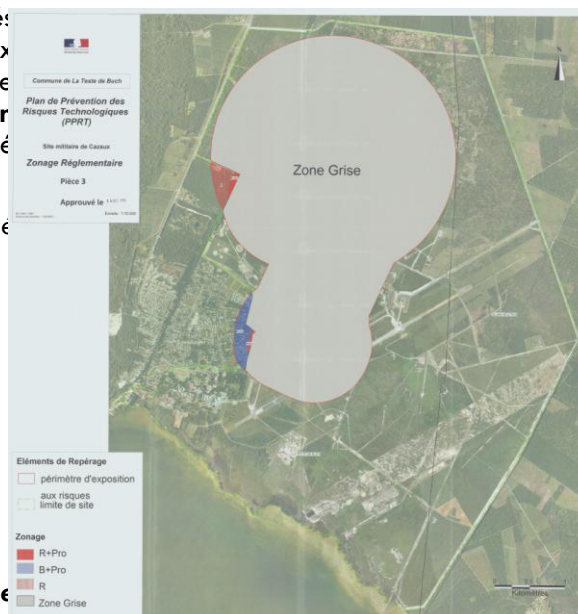 Commune de La Teste de Buch
Plan de Prévention des
Risques Technologiques
(PPRT)
Site militaire de Cazaux
Zonage Réglementaire
Pièce 3
Approuvé le
Zone Grise
N
Eléments de Repérage
périmètre d'exposition
aux risques
limite de site
Zonage
R+Pro
B+Pro
R
Zone Grise
Kilomètres